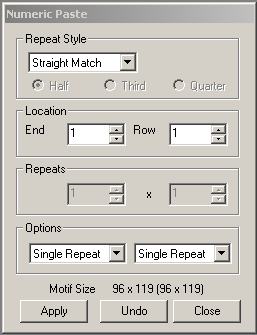 Numeric Paste
Repeat Style
Straight Match
Half Third Quarter
Location
End 1 Row 1
Repeats
1 x 1
Options
Single Repeat Single Repeat
Motif Size 96 x 119 (96 x 119)
Apply Undo Close